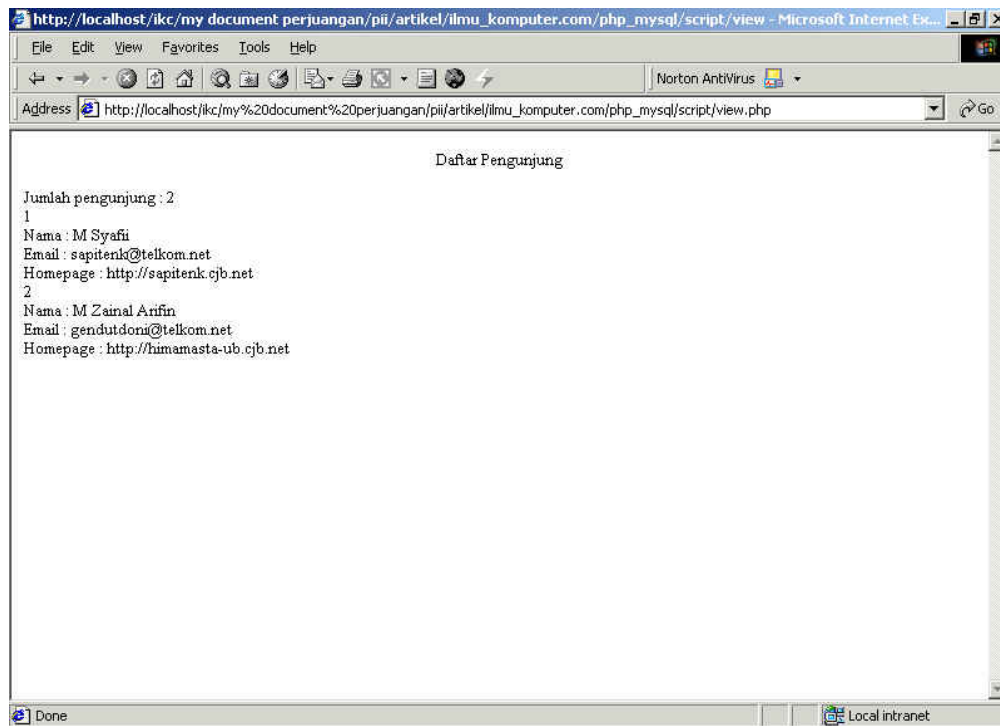 http://localhost/ikc/my document perjuangan/pii/artikel/ilmu_komputer.com/php_mysql/script/view - Microsoft Internet Ex...
File Edit View Favorites Tools Help
Norton AntiVirus
Address http://localhost/ikc/my%20document%20perjuangan/pii/artikel/ilmu_komputer.com/php_mysql/script/view.php Go
Daftar Pengunjung
Jumlah pengunjung : 2
1
Nama : M Syafii
Email : sapitenk@telkom.net
Homepage : http://sapitenk.cjb.net
2
Nama : M Zainal Arifin
Email : gendutdoni@telkom.net
Homepage : http://himamasta-ub.cjb.net
Done Local intranet